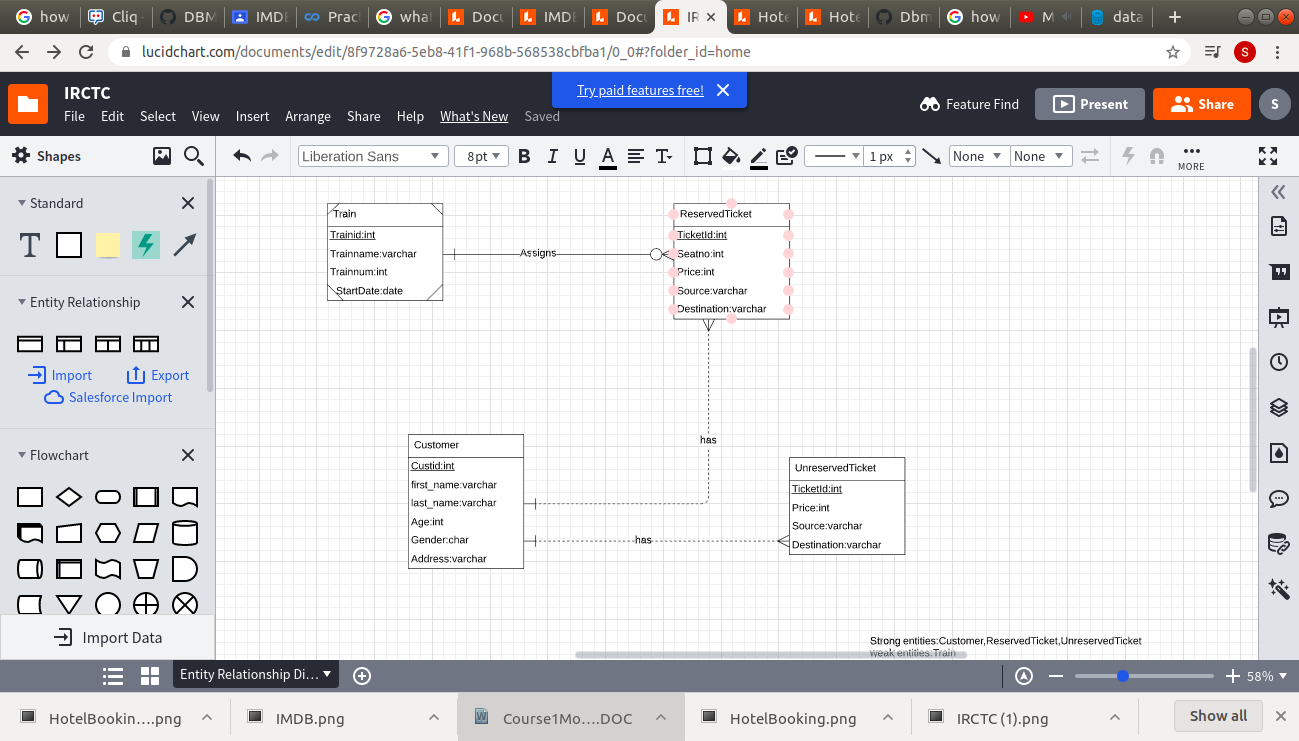 how
Cliq
DBM
IMDB
Prac
what
Docu
IMDB
Docu
IR
Hote
Hote
Dbm
how
M
data
lucidchart.com/documents/edit/8f9728a6-5eb8-41f1-968b-568538cbfba1/0_0#?folder_id=home
S
IRCTC
Try paid features free!
Feature Find
Present
Share
S
File Edit Select View Insert Arrange Share Help What's New Saved
Shapes
Liberation Sans
8pt
B I U A T
1 px
None
None
MORE
Standard
T
Entity Relationship
Import
Export
Salesforce Import
Flowchart
Import Data
Train
Trainid:int
Trainname:varchar
Trainnum:int
StartDate:date
Assigns
ReservedTicket
TicketId:int
Seatno:int
Price:int
Source:varchar
Destination:varchar
has
Customer
Custid:int
first_name:varchar
last_name:varchar
Age:int
Gender:char
Address:varchar
has
UnreservedTicket
TicketId:int
Price:int
Source:varchar
Destination:varchar
Strong entities:Customer,ReservedTicket,UnreservedTicket
weak entities:Train
Entity Relationship Di...
58%
HotelBookin....png
IMDB.png
Course1Mo....DOC
HotelBooking.png
IRCTC (1).png
Show all